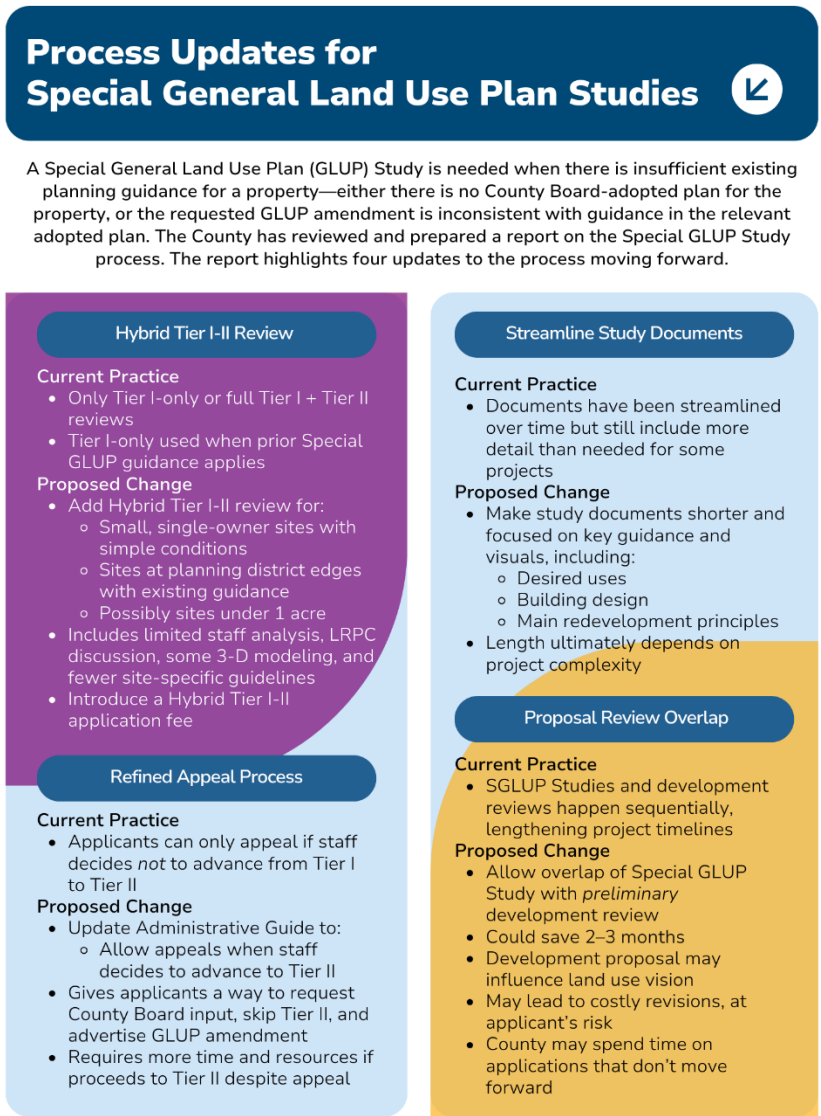 Process Updates for
Special General Land Use Plan Studies
A Special General Land Use Plan (GLUP) Study is needed when there is insufficient existing
planning guidance for a property—either there is no County Board-adopted plan for the
property, or the requested GLUP amendment is inconsistent with guidance in the relevant
adopted plan. The County has reviewed and prepared a report on the Special GLUP Study
process. The report highlights four updates to the process moving forward.
Hybrid Tier I-II Review
Current Practice
• Only Tier I-only or full Tier I + Tier II
reviews
• Tier I-only used when prior Special
GLUP guidance applies
Proposed Change
• Add Hybrid Tier I-II review for:
◦ Small, single-owner sites with
simple conditions
◦ Sites at planning district edges
with existing guidance
◦ Possibly sites under 1 acre
• Includes limited staff analysis, LRPC
discussion, some 3-D modeling, and
fewer site-specific guidelines
• Introduce a Hybrid Tier I-II
application fee
Refined Appeal Process
Current Practice
• Applicants can only appeal if staff
decides not to advance from Tier I
to Tier II
Proposed Change
• Update Administrative Guide to:
◦ Allow appeals when staff
decides to advance to Tier II
• Gives applicants a way to request
County Board input, skip Tier II, and
advertise GLUP amendment
• Requires more time and resources if
proceeds to Tier II despite appeal
Streamline Study Documents
Current Practice
• Documents have been streamlined
over time but still include more
detail than needed for some
projects
Proposed Change
• Make study documents shorter and
focused on key guidance and
visuals, including:
◦ Desired uses
◦ Building design
◦ Main redevelopment principles
• Length ultimately depends on
project complexity
Proposal Review Overlap
Current Practice
• SGLUP Studies and development
reviews happen sequentially,
lengthening project timelines
Proposed Change
• Allow overlap of Special GLUP
Study with preliminary
development review
• Could save 2–3 months
• Development proposal may
influence land use vision
• May lead to costly revisions, at
applicant's risk
• County may spend time on
applications that don't move
forward